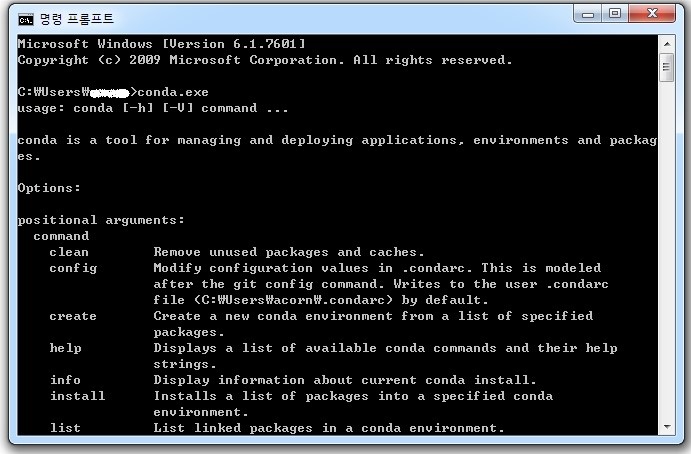 명령 프롬프트
Microsoft Windows [Version 6.1.7601]
Copyright (c) 2009 Microsoft Corporation. All rights reserved.
C:₩Users₩>conda.exe
usage: conda [-h] [-V] command ...
conda is a tool for managing and deploying applications, environments and packag
es.
Options:
positional arguments:
command
clean Remove unused packages and caches.
config Modify configuration values in .condarc. This is modeled
after the git config command. Writes to the user .condarc
file (C:₩Users₩acorn₩.condarc) by default.
create Create a new conda environment from a list of specified
packages.
help Displays a list of available conda commands and their help
strings.
info Display information about current conda install.
install Installs a list of packages into a specified conda
environment.
list List linked packages in a conda environment.